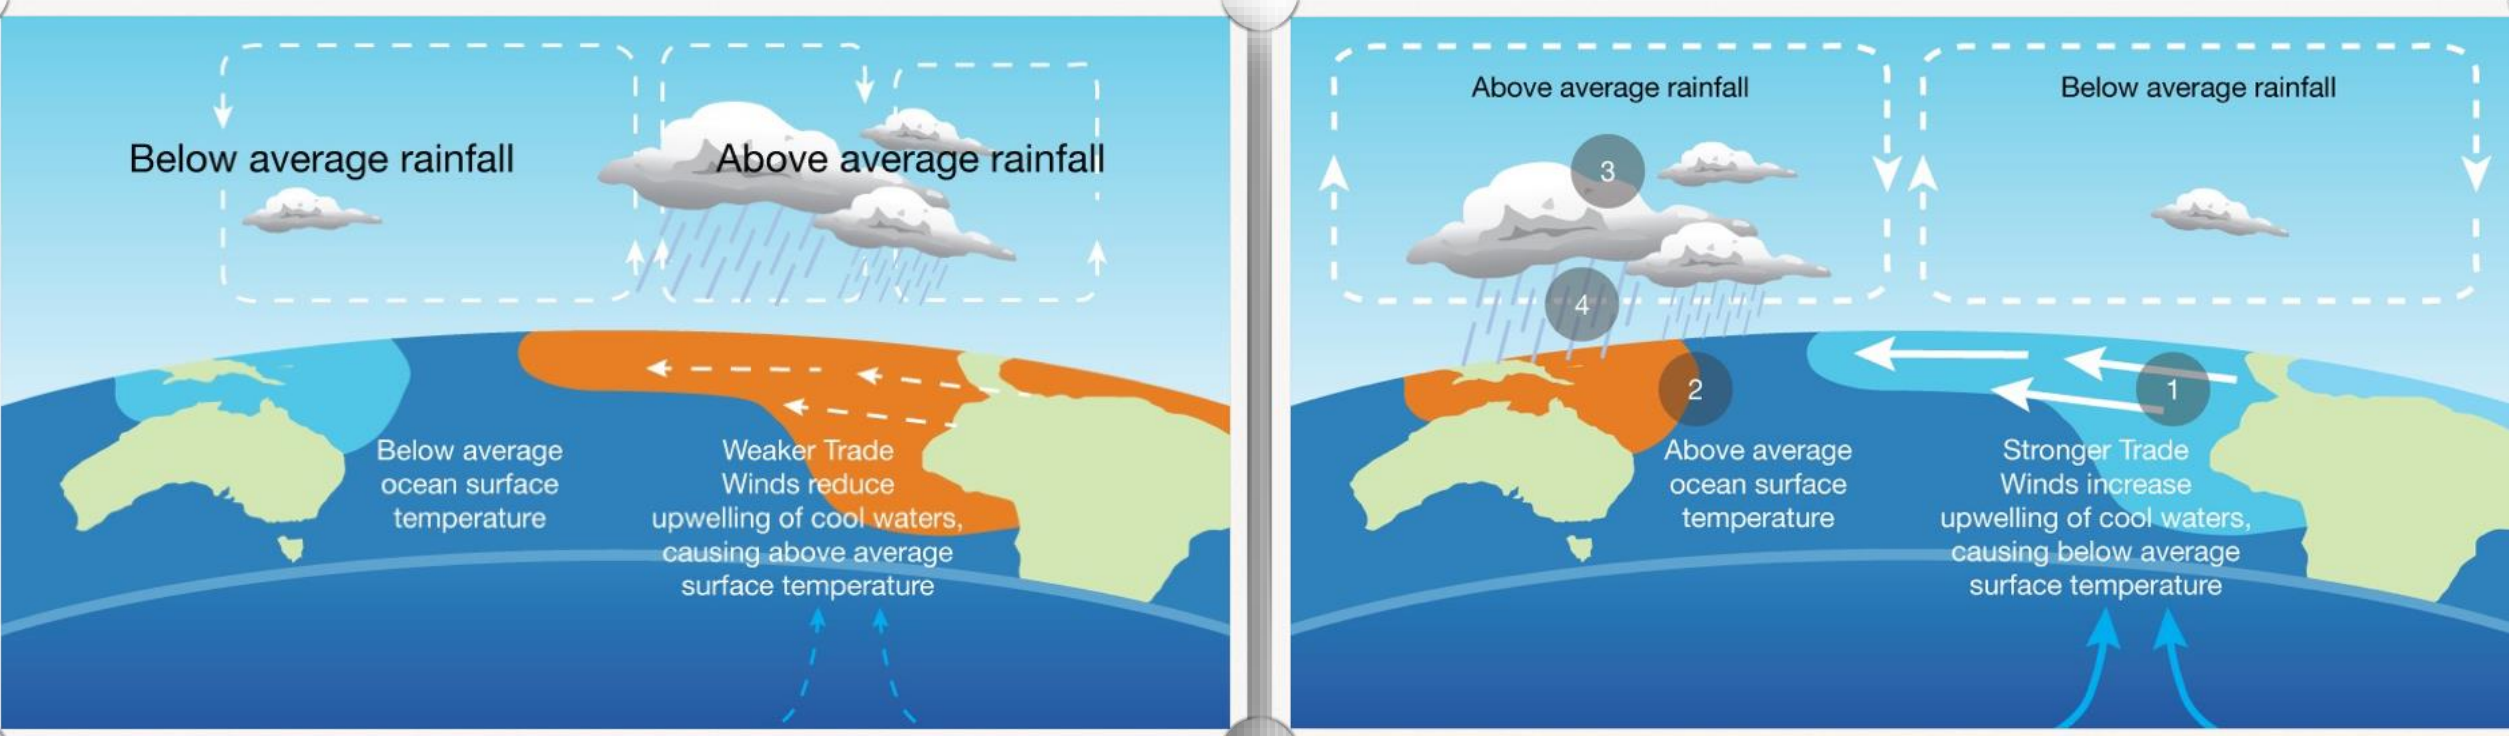 Below average rainfall
Above average rainfall
Below average
ocean surface
temperature
Weaker Trade
Winds reduce
upwelling of cool waters,
causing above average
surface temperature
Above average rainfall
Below average rainfall
3
4
2
1
Above average
ocean surface
temperature
Stronger Trade
Winds increase
upwelling of cool waters,
causing below average
surface temperature